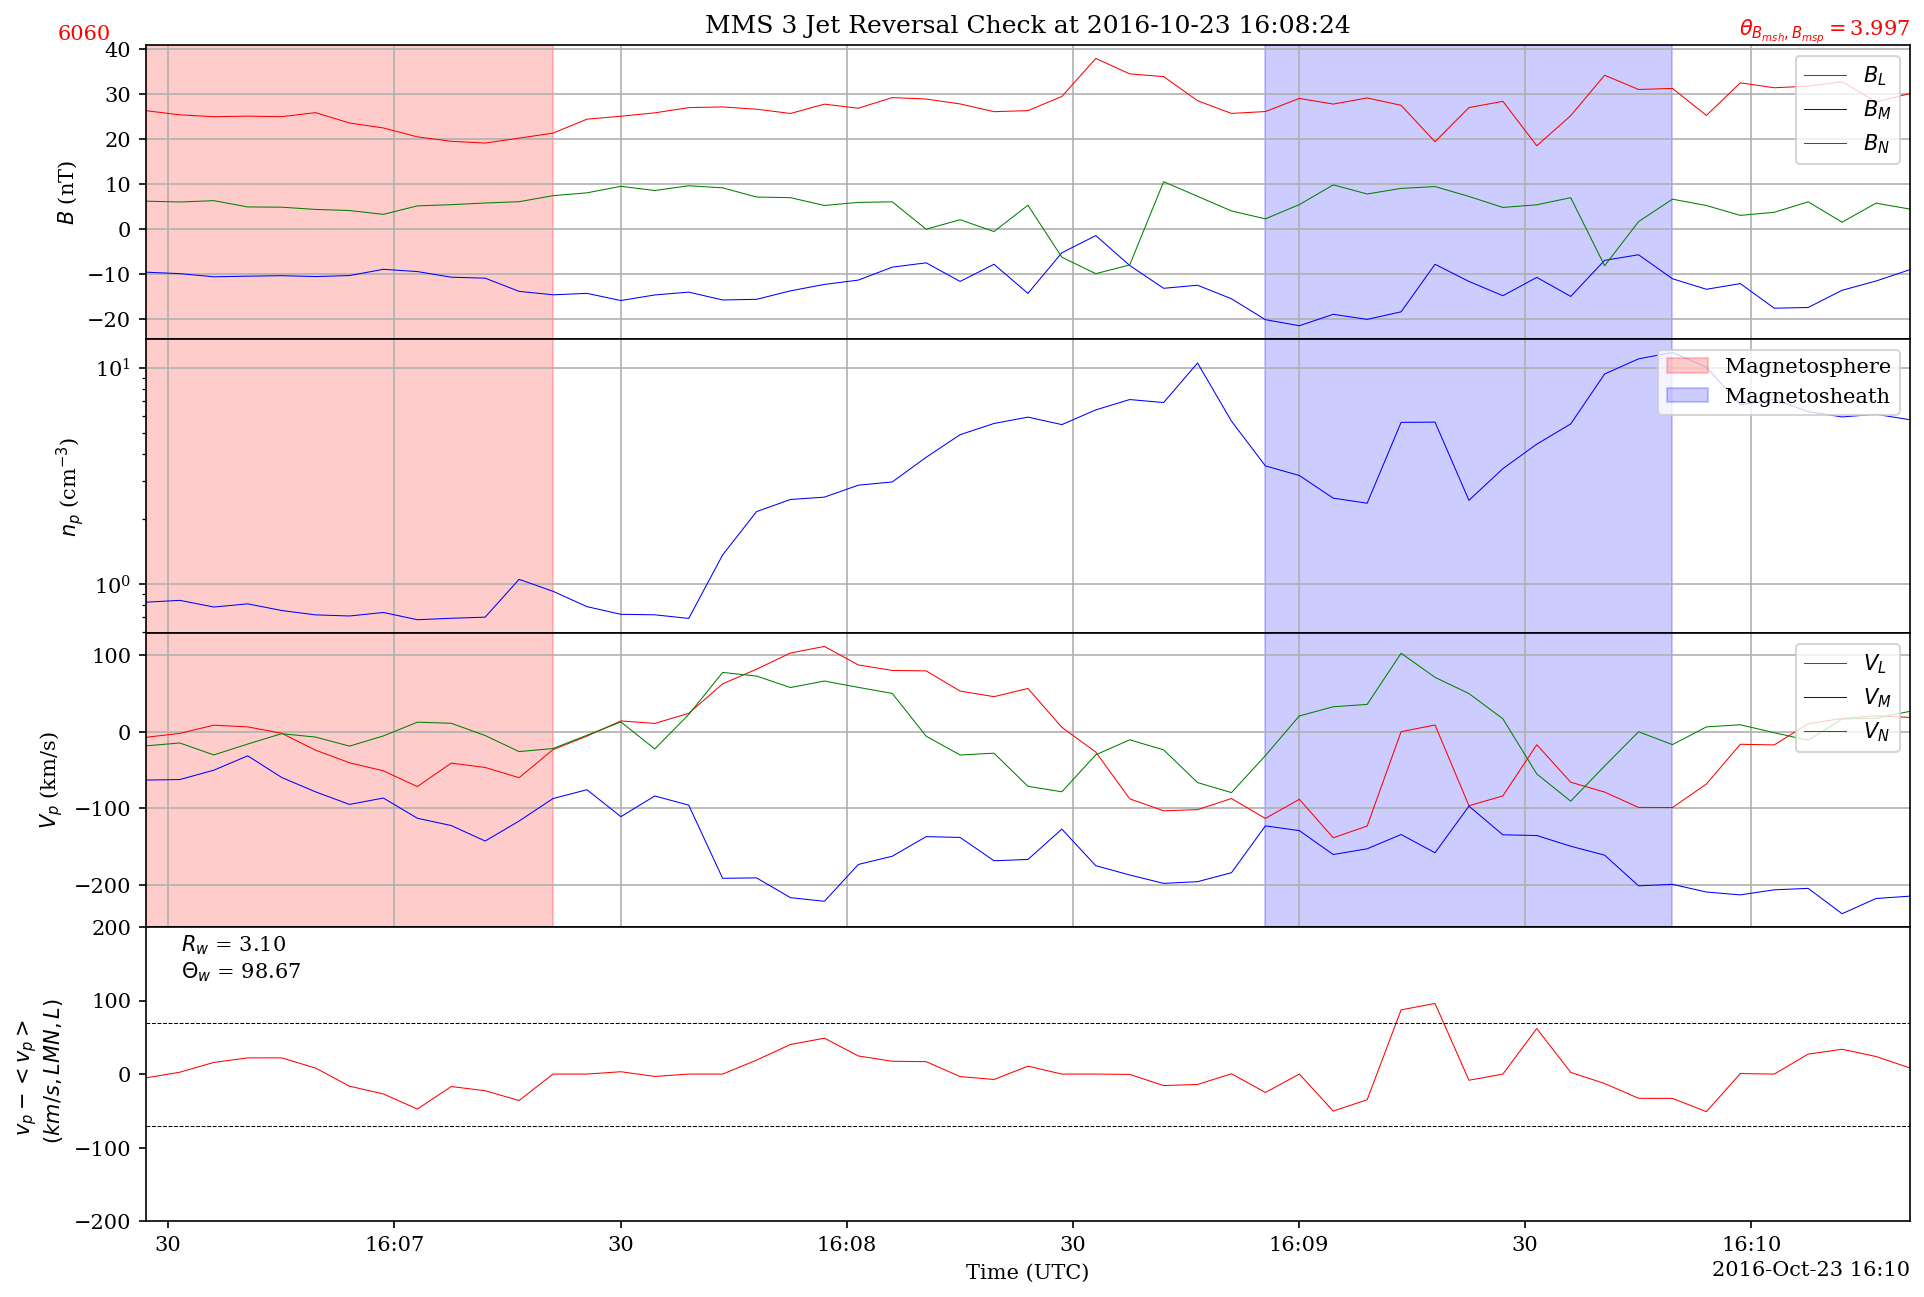 6060
MMS 3 Jet Reversal Check at 2016-10-23 16:08:24
θ_{B_{msh}, B_{msp}} = 3.997
40
30
20
10
0
−10
−20
B (nT)
B_L
B_M
B_N
10^1
10^0
n_p (cm^{−3})
Magnetosphere
Magnetosheath
100
0
−100
−200
V_p (km/s)
V_L
V_M
V_N
200
100
0
−100
−200
v_p − < v_p >
(km/s, LMN, L)
R_w = 3.10
Θ_w = 98.67
30 16:07 30 16:08 30 16:09 30 16:10
Time (UTC)
2016-Oct-23 16:10